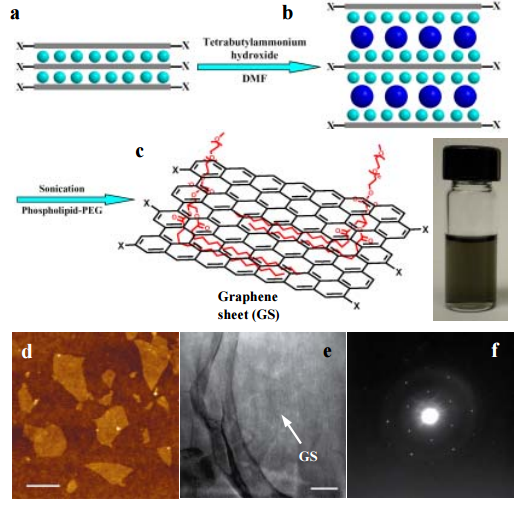 a
b
X
X
X
X
X
X
Tetrabutylammonium
hydroxide
DMF
X
X
X
X
X
X
c
Sonication
Phospholipid-PEG
X
X
X
X
X
X
Graphene
sheet (GS)
d
e
f
GS